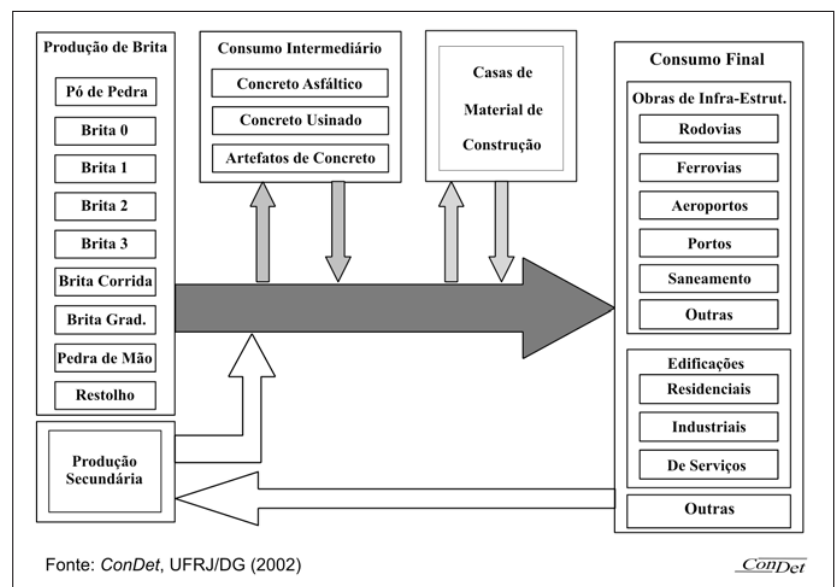 Produção de Brita
Pó de Pedra
Brita 0
Brita 1
Brita 2
Brita 3
Brita Corrida
Brita Grad.
Pedra de Mão
Restolho
Produção
Secundária
Consumo Intermediário
Concreto Asfáltico
Concreto Usinado
Artefatos de Concreto
Casas de
Material de
Construção
Consumo Final
Obras de Infra-Estrut.
Rodovias
Ferrovias
Aeroportos
Portos
Saneamento
Outras
Edificações
Residenciais
Industriais
De Serviços
Outras
Fonte: ConDet, UFRJ/DG (2002)
ConDet